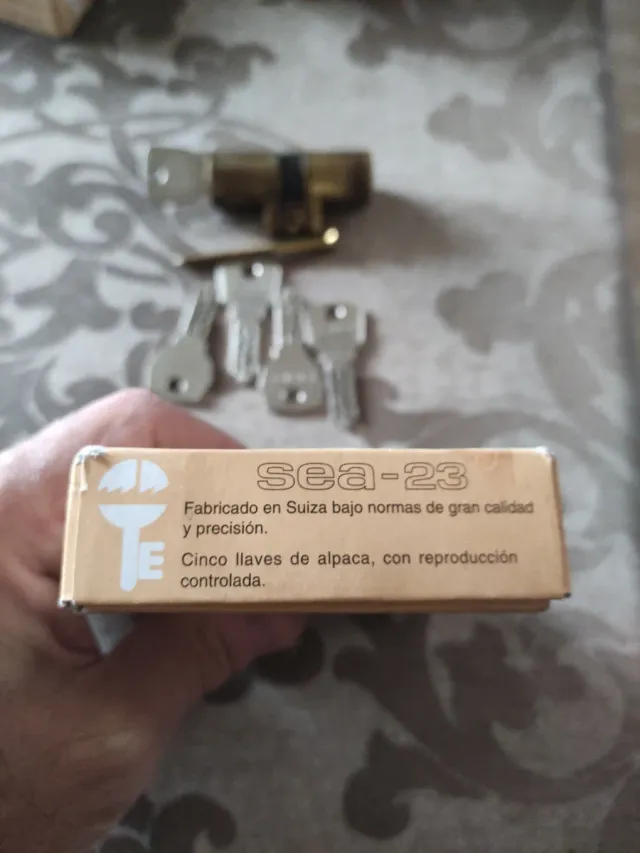 sea-23
Fabricado en Suiza bajo normas de gran calidad
y precisión.
Cinco llaves de alpaca, con reproducción
controlada.
E